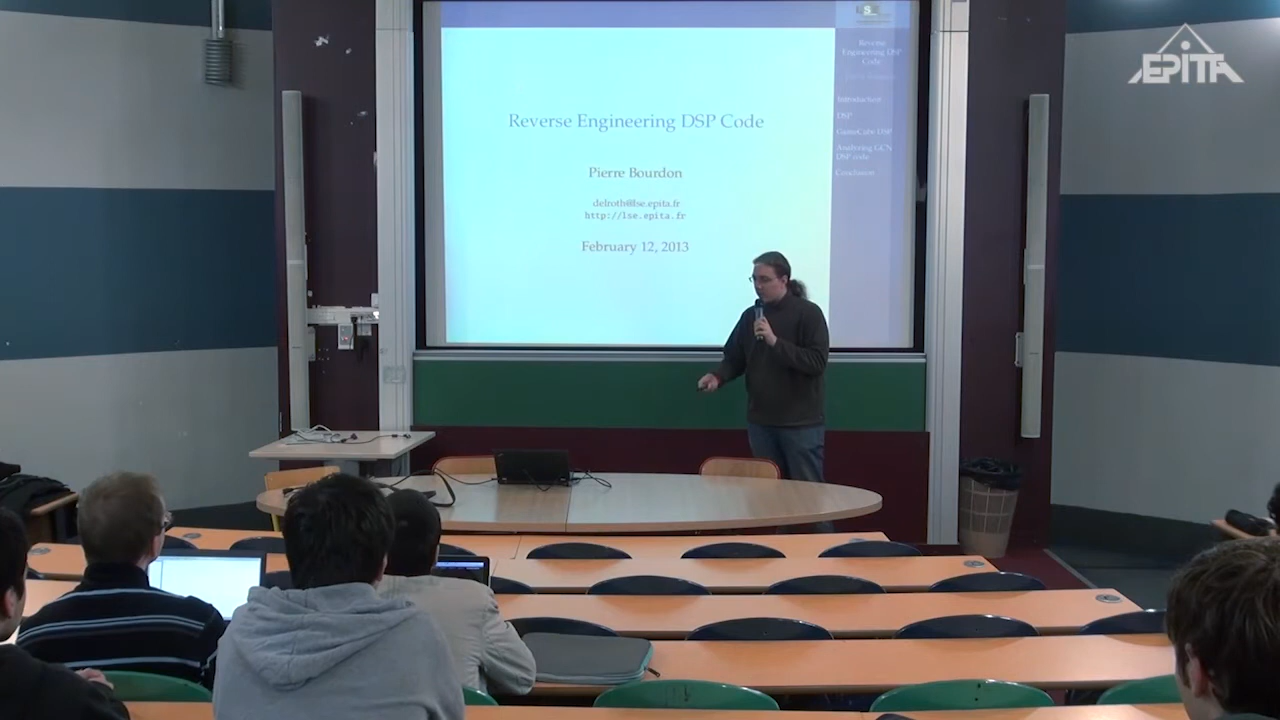 Reverse Engineering DSP Code
Pierre Bourdon
delroth@lse.epita.fr
http://lse.epita.fr
February 12, 2013
Reverse
Engineering DSP
Code
Introduction
DSP
GameCube DSP
Analyzing GCN
DSP code
Conclusion
EPITA